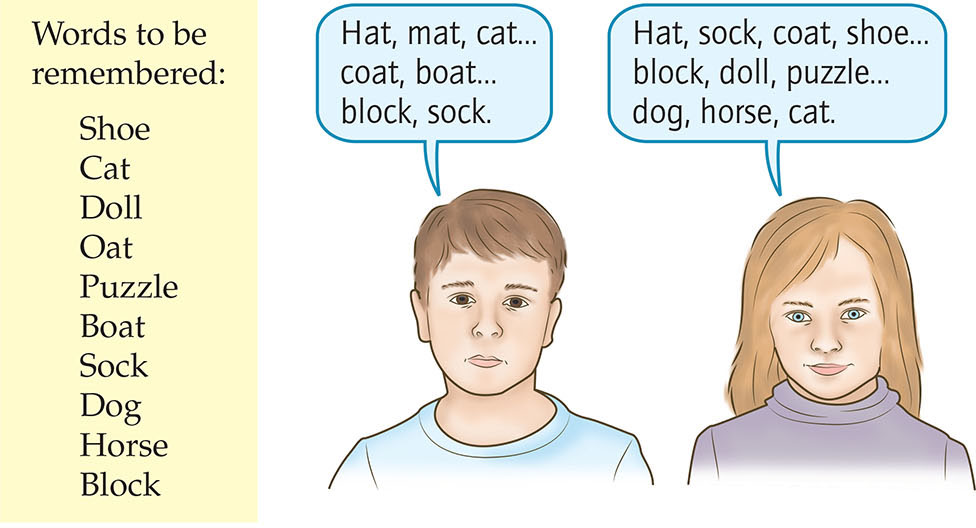 Words to be
remembered:
Shoe
Cat
Doll
Oat
Puzzle
Boat
Sock
Dog
Horse
Block
Hat, mat, cat...
coat, boat...
block, sock.
Hat, sock, coat, shoe...
block, doll, puzzle...
dog, horse, cat.